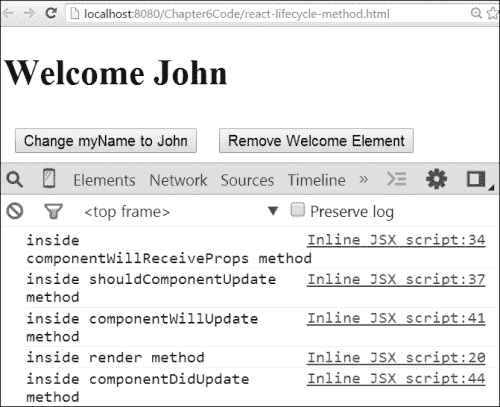 localhost:8080/Chapter6Code/react-lifecycle-method.html
Welcome John
Change myName to John Remove Welcome Element
Elements Network Sources Timeline »
<top frame> ▼ Preserve log
inside Inline JSX script:34
componentWillReceiveProps method
inside shouldComponentUpdate Inline JSX script:37
method
inside componentWillUpdate Inline JSX script:41
method
inside render method Inline JSX script:20
inside componentDidUpdate Inline JSX script:44
method